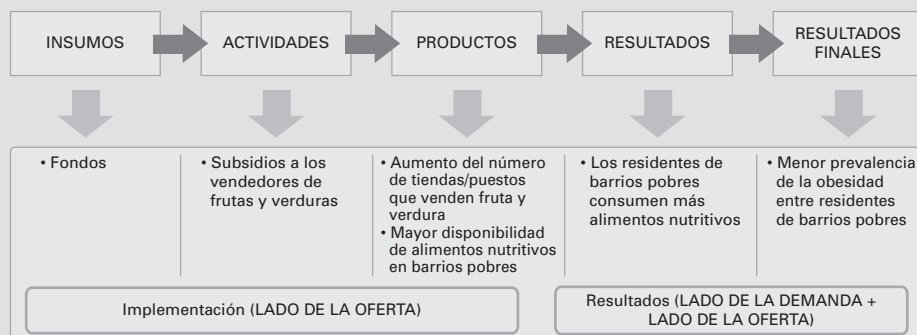 INSUMOS
ACTIVIDADES
PRODUCTOS
RESULTADOS
RESULTADOS
FINALES
• Fondos
• Subsidios a los
vendedores de
frutas y verduras
• Aumento del número
de tiendas/puestos
que venden fruta y
verdura
• Mayor disponibilidad
de alimentos nutritivos
en barrios pobres
• Los residentes de
barrios pobres
consumen más
alimentos nutritivos
• Menor prevalencia
de la obesidad
entre residentes
de barrios pobres
Implementación (LADO DE LA OFERTA)
Resultados (LADO DE LA DEMANDA +
LADO DE LA OFERTA)